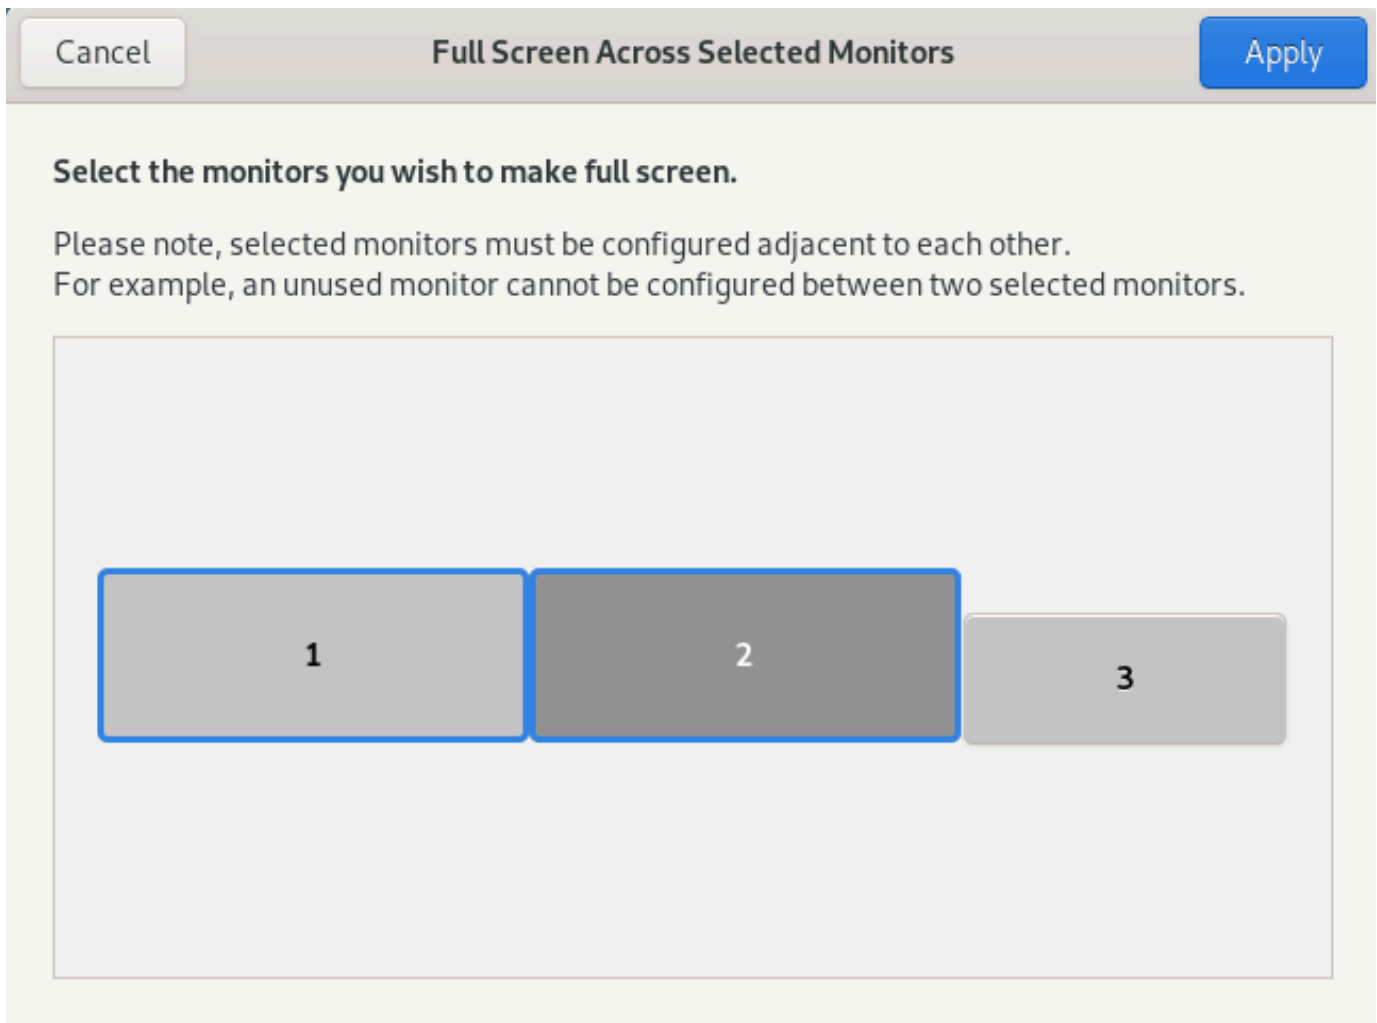 Cancel
Full Screen Across Selected Monitors
Apply
Select the monitors you wish to make full screen.
Please note, selected monitors must be configured adjacent to each other.
For example, an unused monitor cannot be configured between two selected monitors.
1
2
3